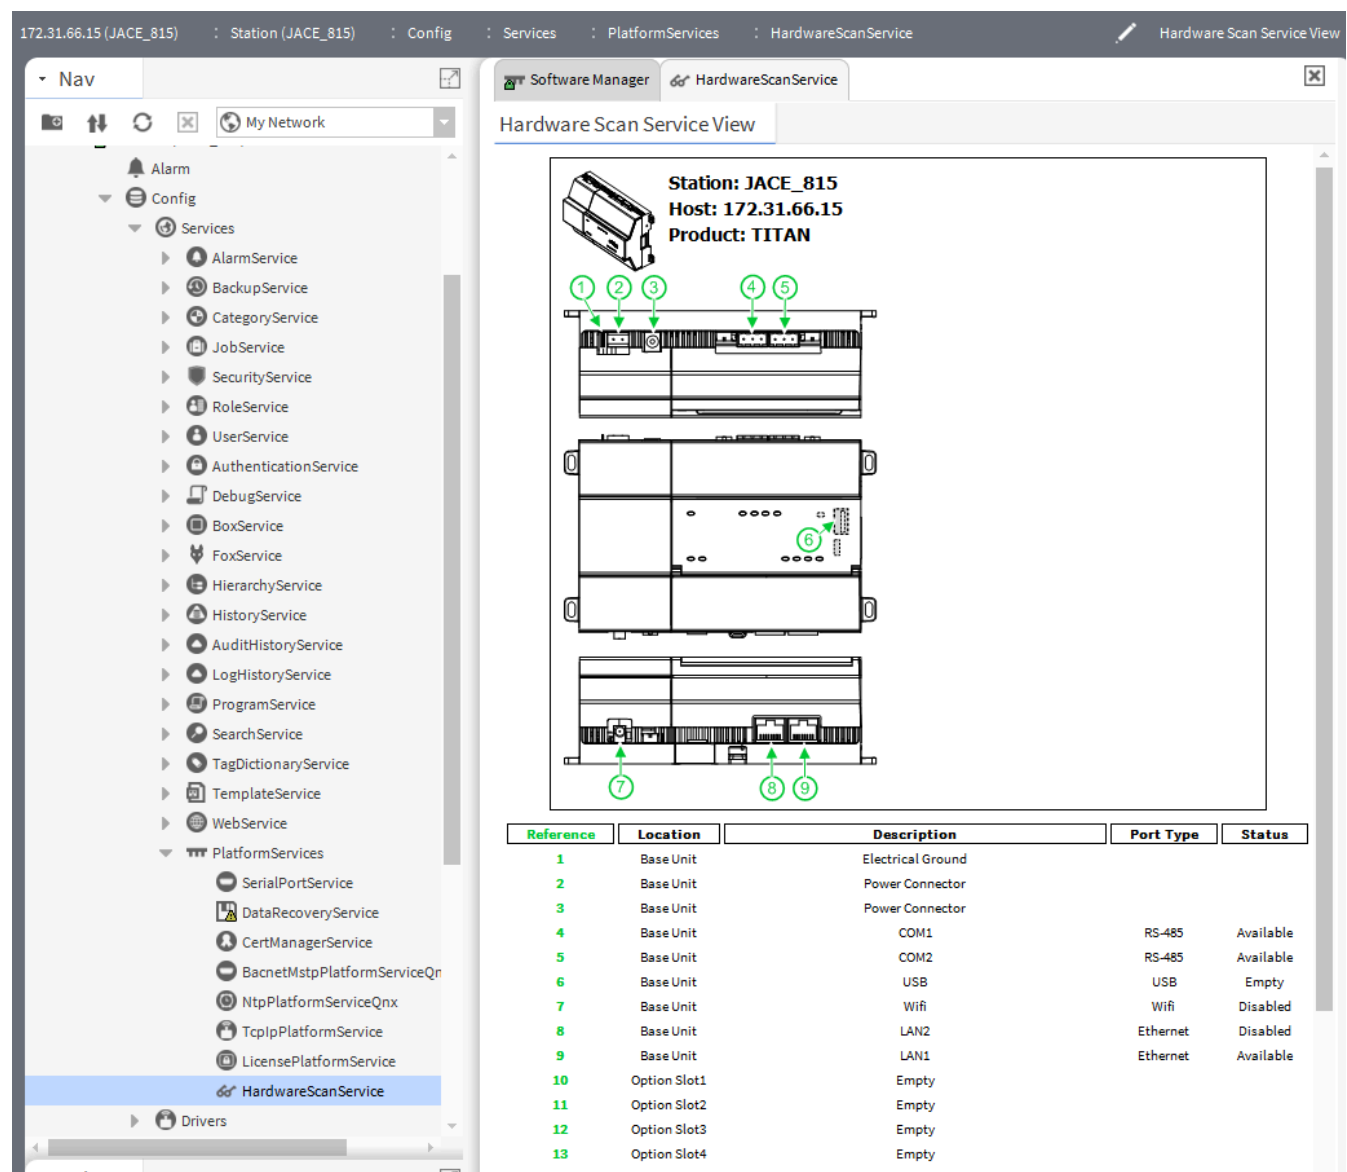 172.31.66.15 (JACE_815) : Station (JACE_815) : Config : Services : PlatformServices : HardwareScanService Hardware Scan Service View
Nav
My Network
Alarm
Config
Services
AlarmService
BackupService
CategoryService
JobService
SecurityService
RoleService
UserService
AuthenticationService
DebugService
BoxService
FoxService
HierarchyService
HistoryService
AuditHistoryService
LogHistoryService
ProgramService
SearchService
TagDictionaryService
TemplateService
WebService
PlatformServices
SerialPortService
DataRecoveryService
CertManagerService
BacnetMstpPlatformServiceQn
NtpPlatformServiceQnx
TcpIpPlatformService
LicensePlatformService
HardwareScanService
Drivers
Software Manager HardwareScanService
Hardware Scan Service View
Station: JACE_815
Host: 172.31.66.15
Product: TITAN
1 2 3 4 5
6
7 8 9
Reference Location Description Port Type Status
1 Base Unit Electrical Ground
2 Base Unit Power Connector
3 Base Unit Power Connector
4 Base Unit COM1 RS-485 Available
5 Base Unit COM2 RS-485 Available
6 Base Unit USB USB Empty
7 Base Unit Wifi Wifi Disabled
8 Base Unit LAN2 Ethernet Disabled
9 Base Unit LAN1 Ethernet Available
10 Option Slot1 Empty
11 Option Slot2 Empty
12 Option Slot3 Empty
13 Option Slot4 Empty